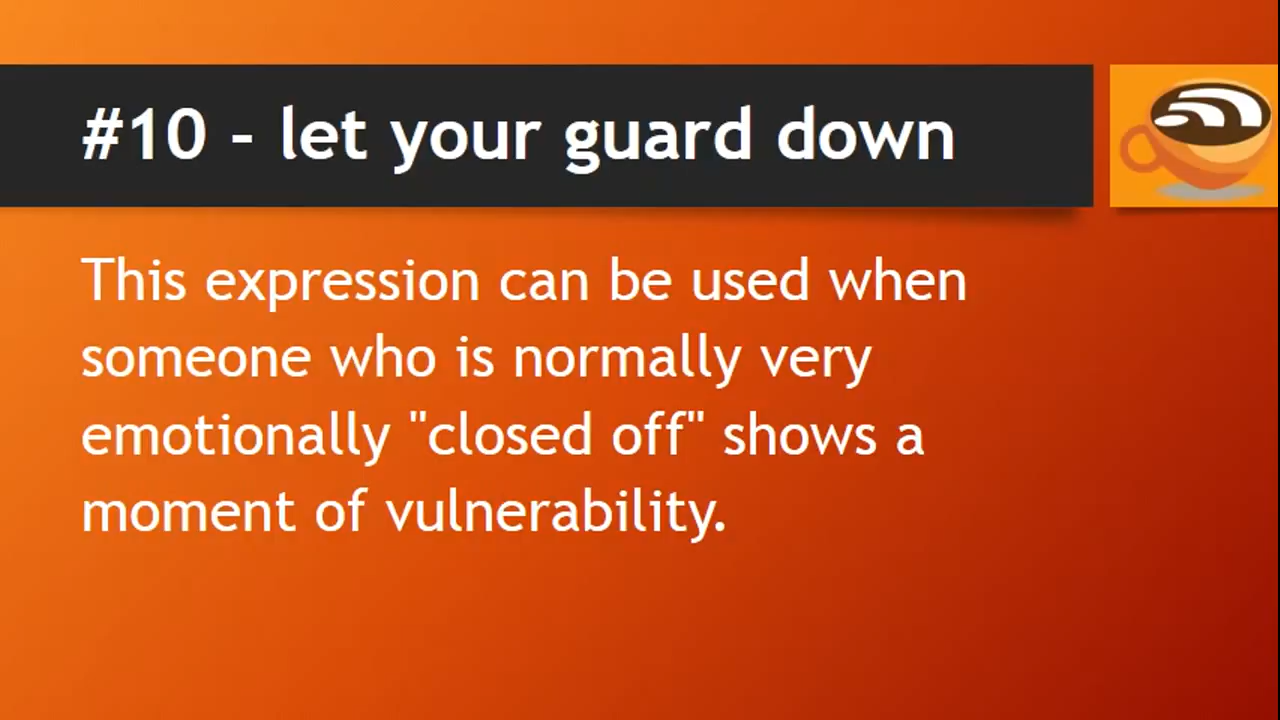 #10 - let your guard down
This expression can be used when
someone who is normally very
emotionally "closed off" shows a
moment of vulnerability.